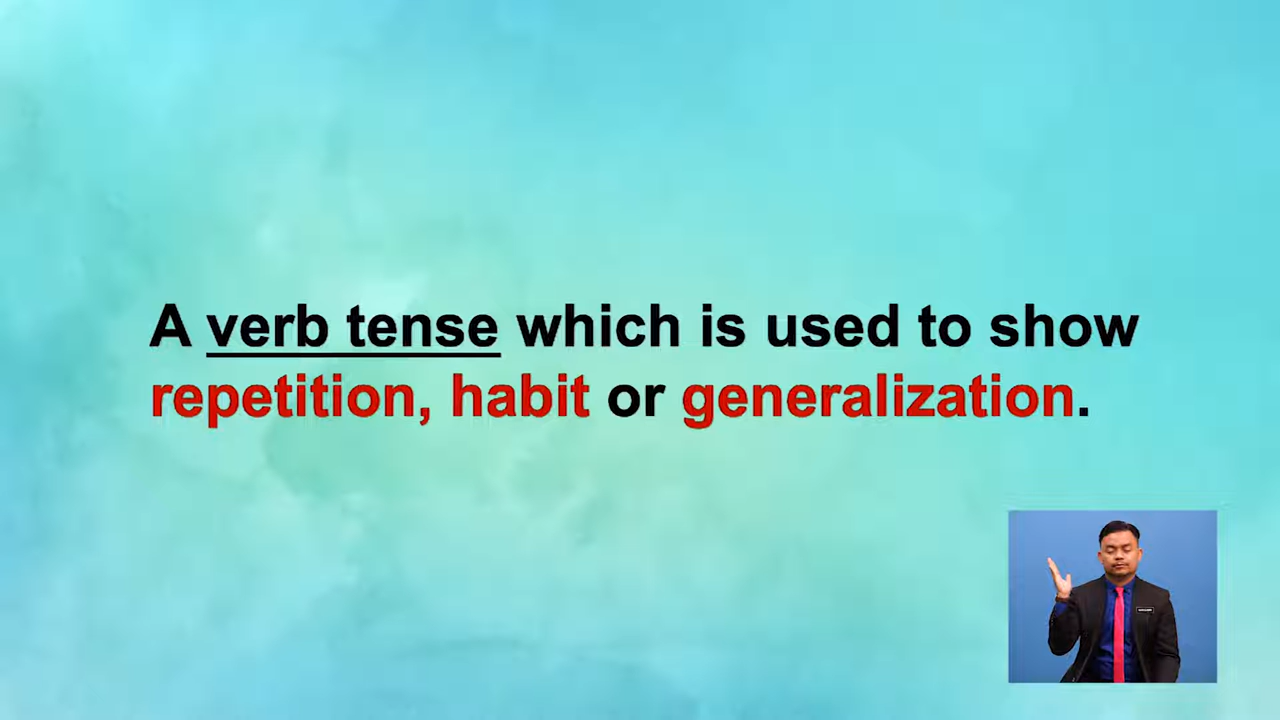 A verb tense which is used to show
repetition, habit or generalization.